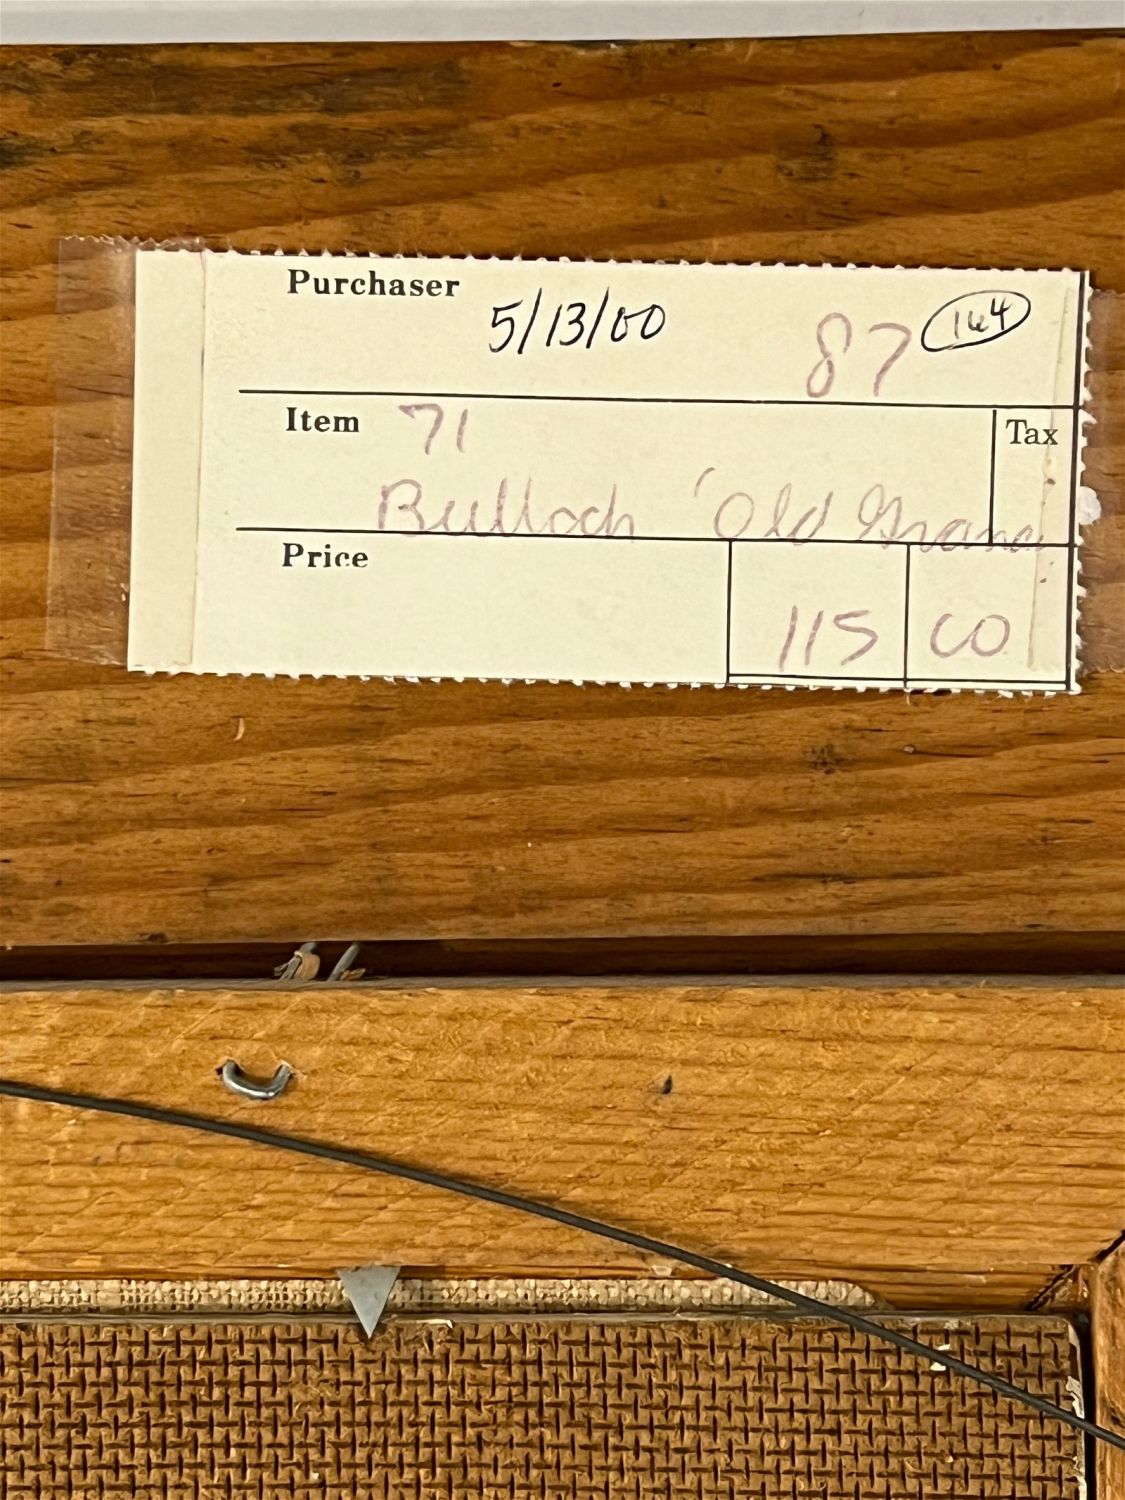 Purchaser 5/13/00 87 164
Item 71 Tax
Bulloch 'Old
Price 115 00